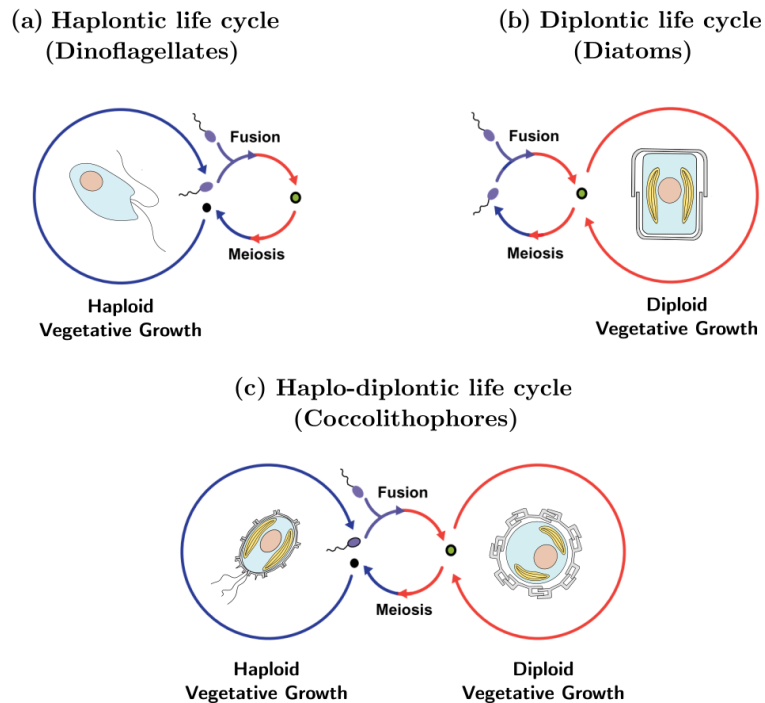 (a) Haplontic life cycle
(Dinoflagellates)
Fusion
Meiosis
Haploid
Vegetative Growth
(b) Diplontic life cycle
(Diatoms)
Fusion
Meiosis
Diploid
Vegetative Growth
(c) Haplo-diplontic life cycle
(Coccolithophores)
Fusion
Meiosis
Haploid
Vegetative Growth
Diploid
Vegetative Growth